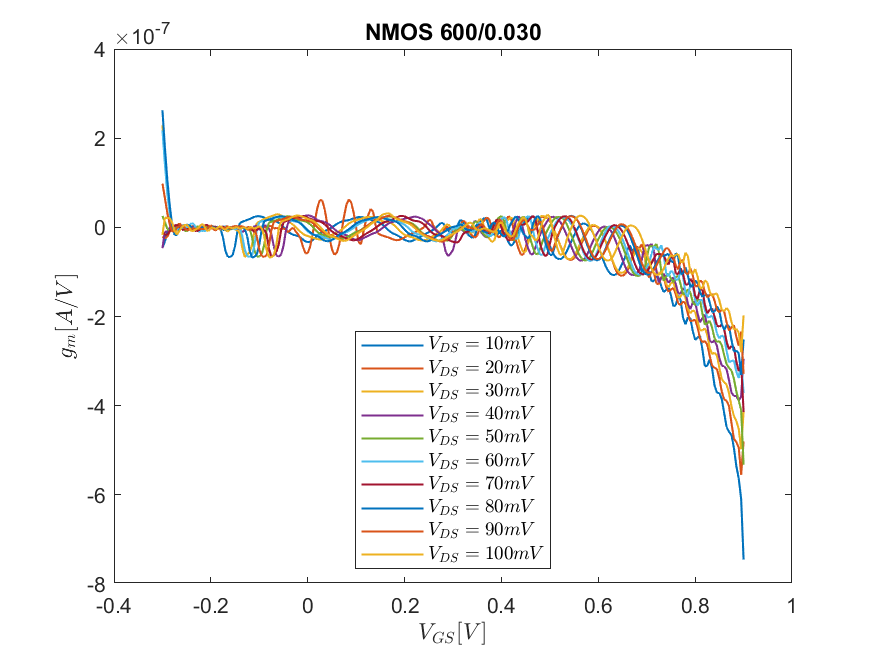 NMOS 600/0.030
×10⁻⁷
4
2
0
-2
-4
-6
-8
g_m[A/V]
V_DS = 10mV
V_DS = 20mV
V_DS = 30mV
V_DS = 40mV
V_DS = 50mV
V_DS = 60mV
V_DS = 70mV
V_DS = 80mV
V_DS = 90mV
V_DS = 100mV
-0.4 -0.2 0 0.2 0.4 0.6 0.8 1
V_GS[V]